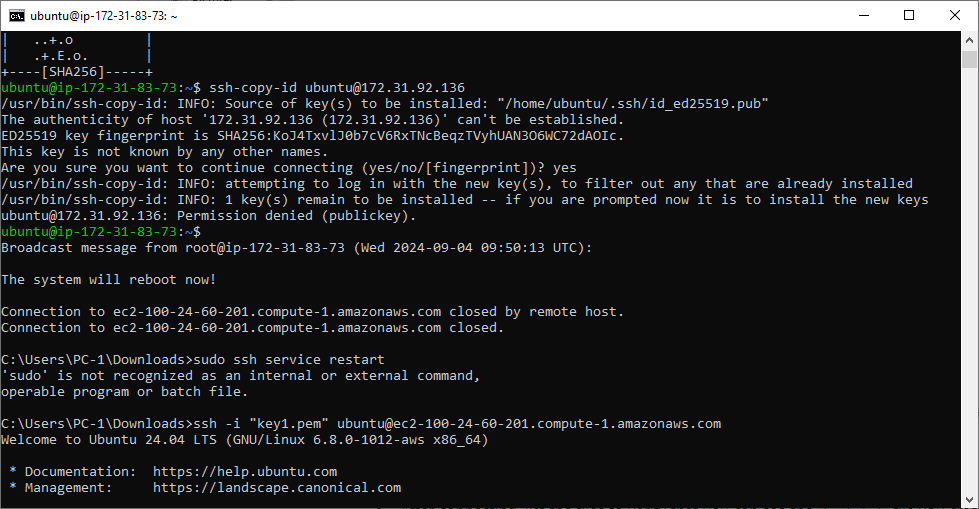 ubuntu@ip-172-31-83-73: ~
|   ..+.o         |
|   .+.E.o.       |
+----[SHA256]-----+
ubuntu@ip-172-31-83-73:~$ ssh-copy-id ubuntu@172.31.92.136
/usr/bin/ssh-copy-id: INFO: Source of key(s) to be installed: "/home/ubuntu/.ssh/id_ed25519.pub"
The authenticity of host '172.31.92.136 (172.31.92.136)' can't be established.
ED25519 key fingerprint is SHA256:KoJ4TxvlJ0b7cV6RxTNcBeqzTVyhUAN3O6WC72dAOIc.
This key is not known by any other names.
Are you sure you want to continue connecting (yes/no/[fingerprint])? yes
/usr/bin/ssh-copy-id: INFO: attempting to log in with the new key(s), to filter out any that are already installed
/usr/bin/ssh-copy-id: INFO: 1 key(s) remain to be installed -- if you are prompted now it is to install the new keys
ubuntu@172.31.92.136: Permission denied (publickey).
ubuntu@ip-172-31-83-73:~$
Broadcast message from root@ip-172-31-83-73 (Wed 2024-09-04 09:50:13 UTC):
The system will reboot now!
Connection to ec2-100-24-60-201.compute-1.amazonaws.com closed by remote host.
Connection to ec2-100-24-60-201.compute-1.amazonaws.com closed.
C:\Users\PC-1\Downloads>sudo ssh service restart
'sudo' is not recognized as an internal or external command,
operable program or batch file.
C:\Users\PC-1\Downloads>ssh -i "key1.pem" ubuntu@ec2-100-24-60-201.compute-1.amazonaws.com
Welcome to Ubuntu 24.04 LTS (GNU/Linux 6.8.0-1012-aws x86_64)
 * Documentation:  https://help.ubuntu.com
 * Management:     https://landscape.canonical.com